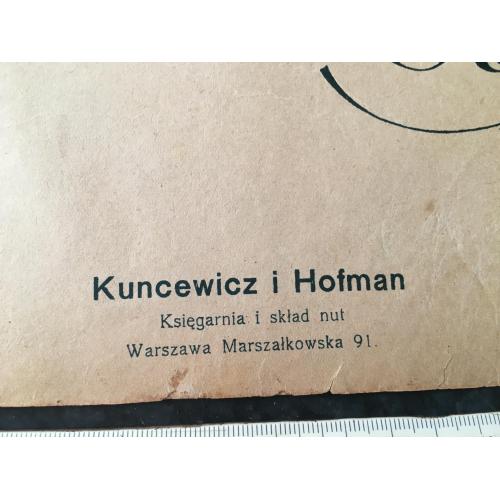 Kuncewicz i Hofman
Księgarnia i skład nut
Warszawa Marszałkowska 91.